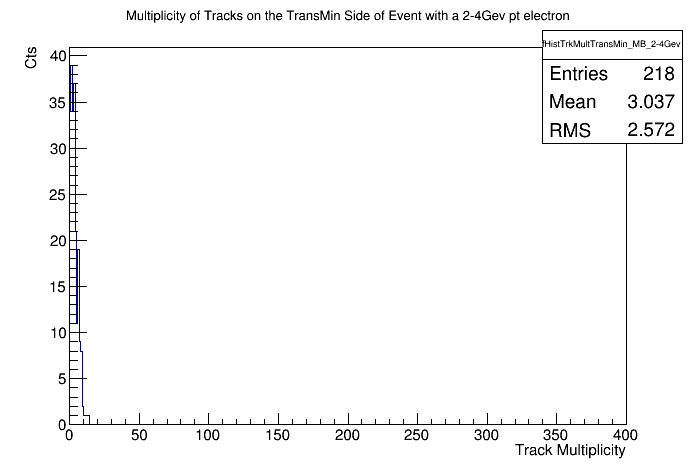 Multiplicity of Tracks on the TransMin Side of Event with a 2-4Gev pt electron
fHistTrkMultTransMin_MB_2-4Gev
Entries 218
Mean 3.037
RMS 2.572
Cts
40
35
30
25
20
15
10
5
0
0 50 100 150 200 250 300 350 400
Track Multiplicity